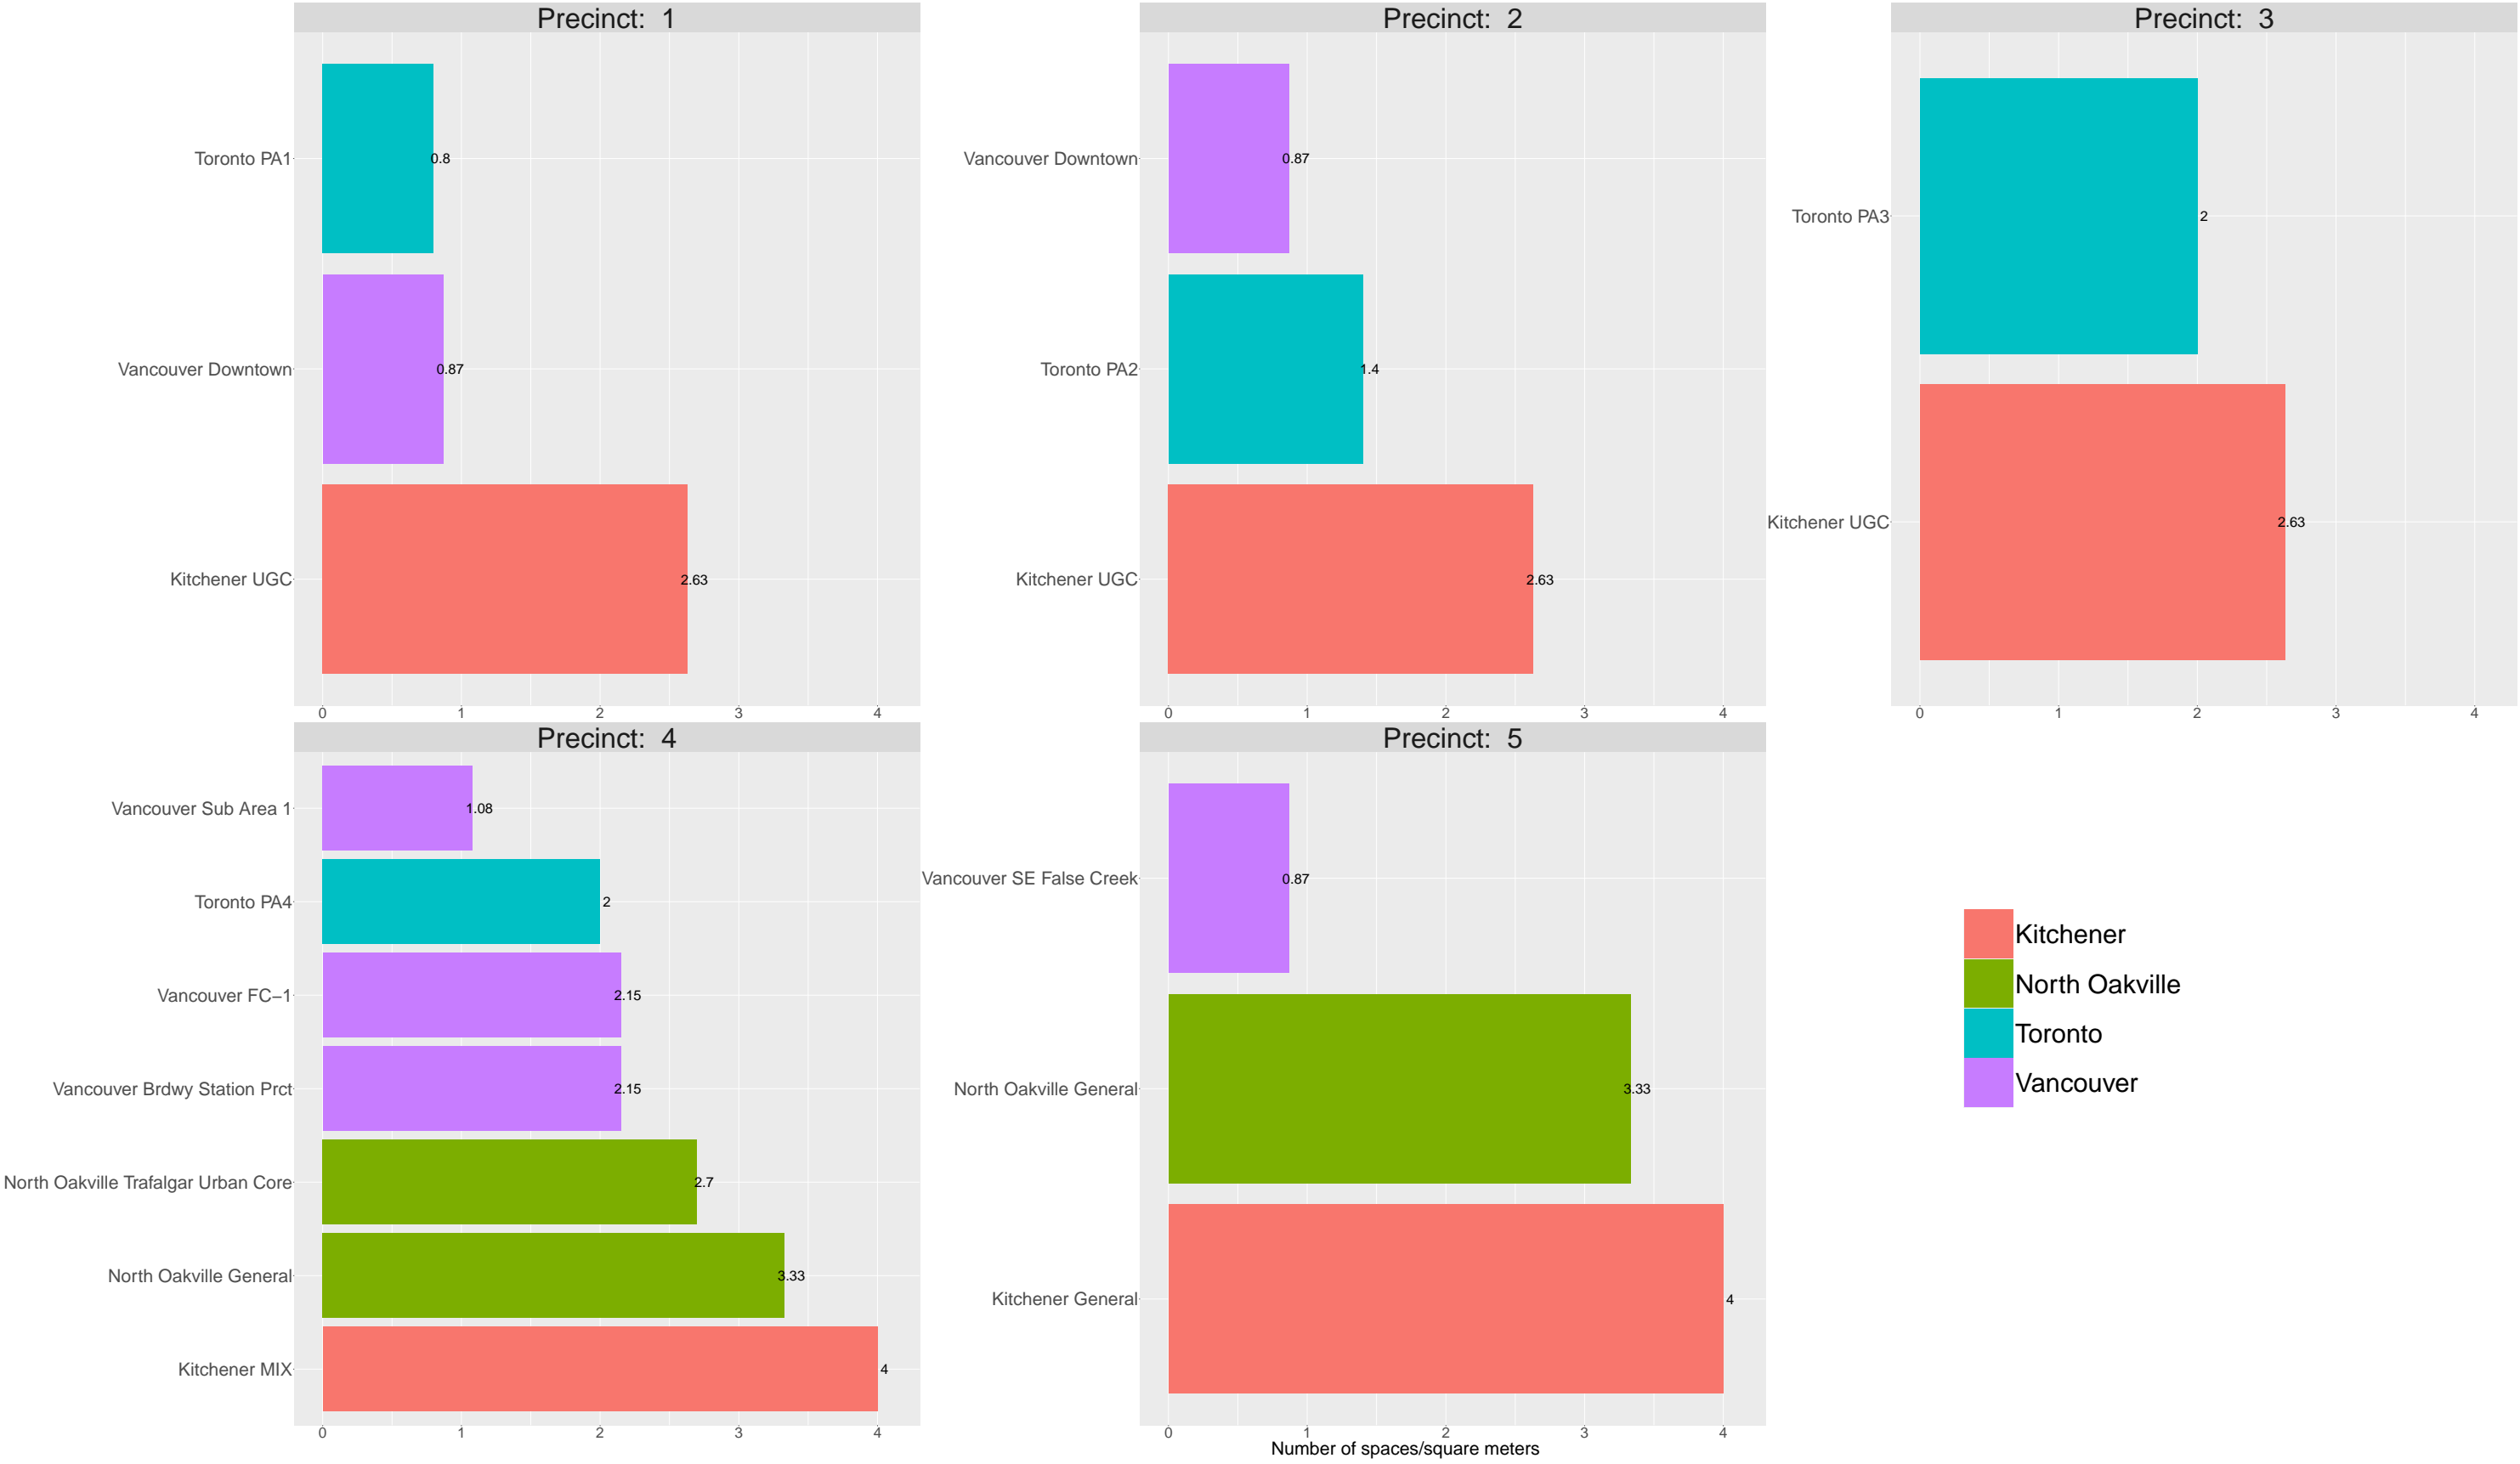 Precinct:  1
Toronto PA1
0.8
Vancouver Downtown
0.87
Kitchener UGC
2.63
0 1 2 3 4
Precinct:  2
Vancouver Downtown
0.87
Toronto PA2
1.4
Kitchener UGC
2.63
0 1 2 3 4
Precinct:  3
Toronto PA3
2
Kitchener UGC
2.63
0 1 2 3 4
Precinct:  4
Vancouver Sub Area 1
1.08
Toronto PA4
2
Vancouver FC−1
2.15
Vancouver Brdwy Station Prct
2.15
North Oakville Trafalgar Urban Core
2.7
North Oakville General
3.33
Kitchener MIX
4
0 1 2 3 4
Precinct:  5
Vancouver SE False Creek
0.87
North Oakville General
3.33
Kitchener General
4
0 1 2 3 4
Number of spaces/square meters
Kitchener
North Oakville
Toronto
Vancouver